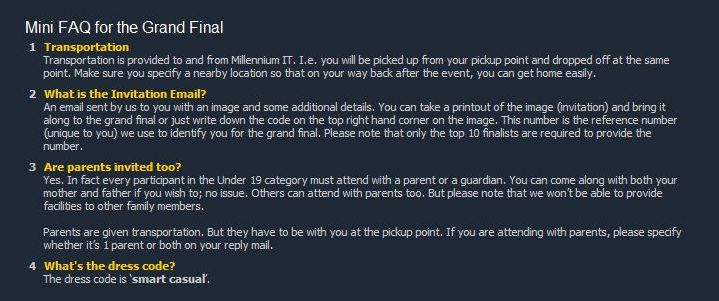 Mini FAQ for the Grand Final
1 Transportation
Transportation is provided to and from Millennium IT. I.e. you will be picked up from your pickup point and dropped off at the same
point. Make sure you specify a nearby location so that on your way back after the event, you can get home easily.
2 What is the Invitation Email?
An email sent by us to you with an image and some additional details. You can take a printout of the image (invitation) and bring it
along to the grand final or just write down the code on the top right hand corner on the image. This number is the reference number
(unique to you) we use to identify you for the grand final. Please note that only the top 10 finalists are required to provide the
number.
3 Are parents invited too?
Yes. In fact every participant in the Under 19 category must attend with a parent or a guardian. You can come along with both your
mother and father if you wish to; no issue. Others can attend with parents too. But please note that we won't be able to provide
facilities to other family members.
Parents are given transportation. But they have to be with you at the pickup point. If you are attending with parents, please specify
whether it's 1 parent or both on your reply mail.
4 What's the dress code?
The dress code is 'smart casual'.